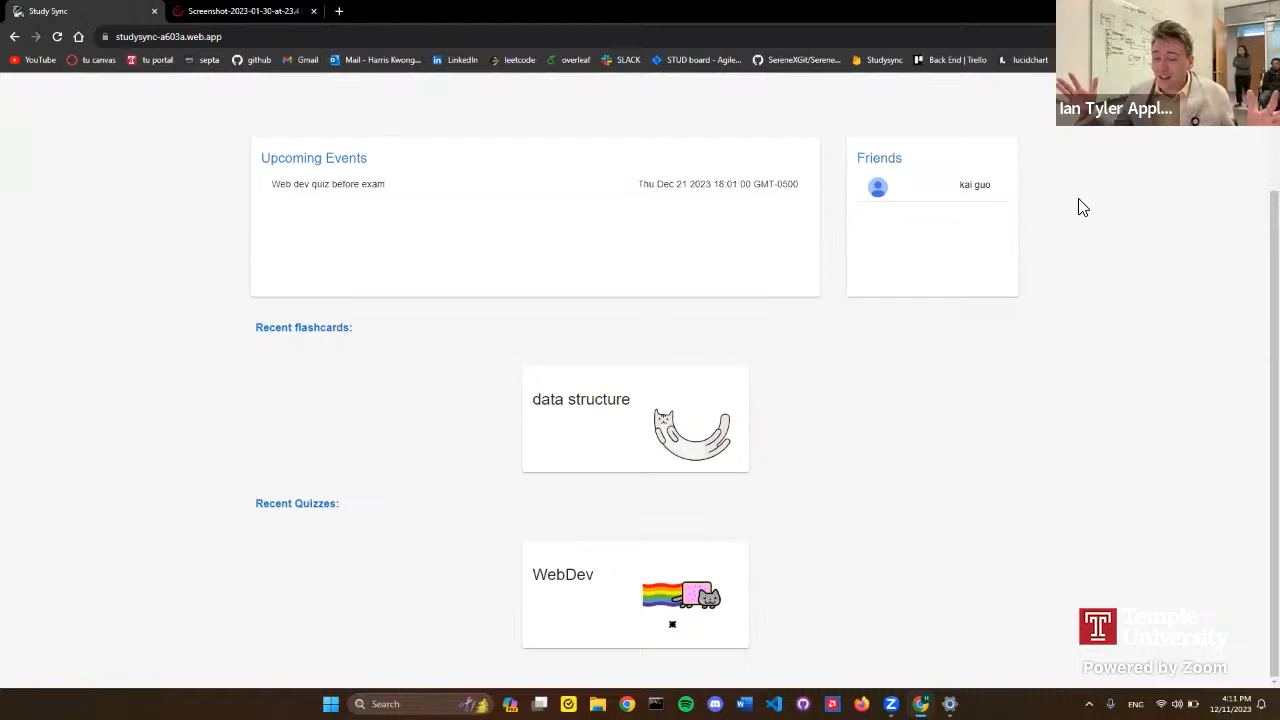 Study Sync
Screenshot-2023-01-30-at-23.4
studysync-a603a.web.app
YouTube
tu canvas
tu portal
septa
github
Gmail
Mail - Harris Kwong...
LinkedIn
Leetcode
overleaf
SLACK
SereneXGit/Serene...
Studysync
Back End | Trello
lucidchart
Ian Tyler Appl...
Upcoming Events
Web dev quiz before exam
Thu Dec 21 2023 18:01:00 GMT-0500
Friends
kai guo
Recent flashcards:
data structure
Recent Quizzes:
WebDev
Temple
University
Powered by Zoom
Search
ENG
4:11 PM
12/11/2023